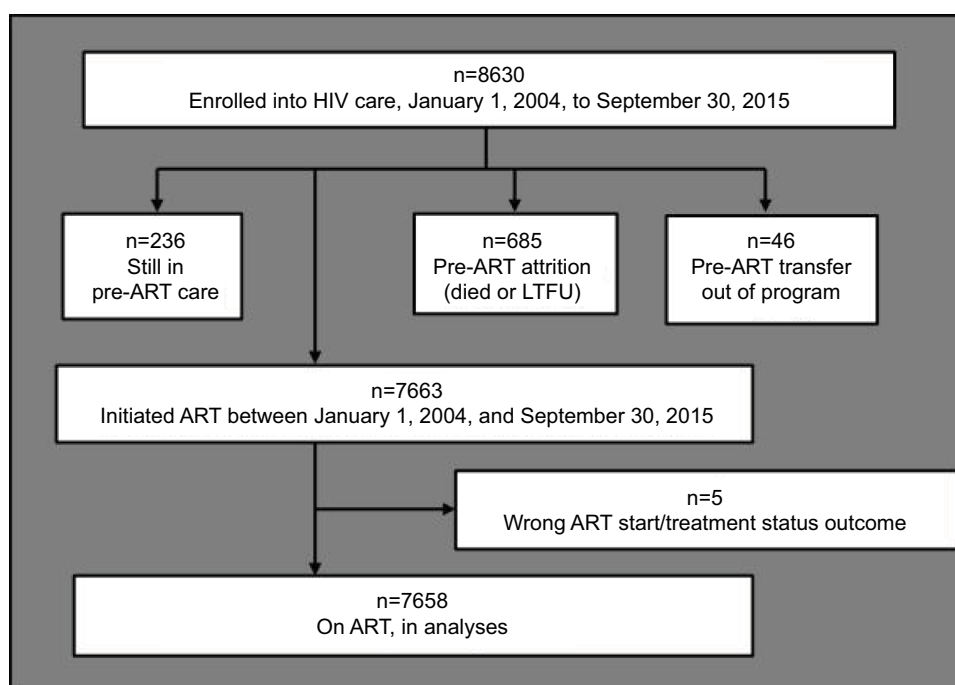 n=8630
Enrolled into HIV care, January 1, 2004, to September 30, 2015
n=236
Still in
pre-ART care
n=685
Pre-ART attrition
(died or LTFU)
n=46
Pre-ART transfer
out of program
n=7663
Initiated ART between January 1, 2004, and September 30, 2015
n=5
Wrong ART start/treatment status outcome
n=7658
On ART, in analyses